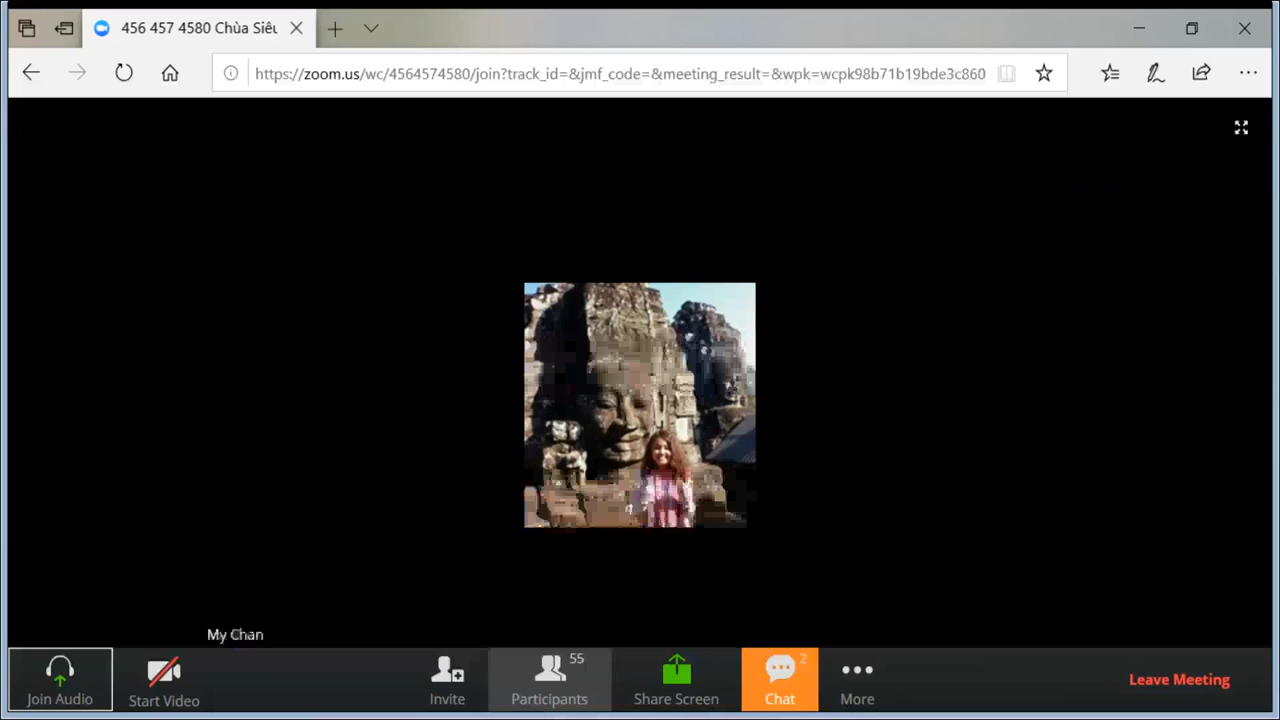 456 457 4580 Chùa Siêu
https://zoom.us/wc/4564574580/join?track_id=&jmf_code=&meeting_result=&wpk=wcpk98b71b19bde3c860
My Chan
Join Audio
Start Video
Invite
55
Participants
Share Screen
2
Chat
More
Leave Meeting